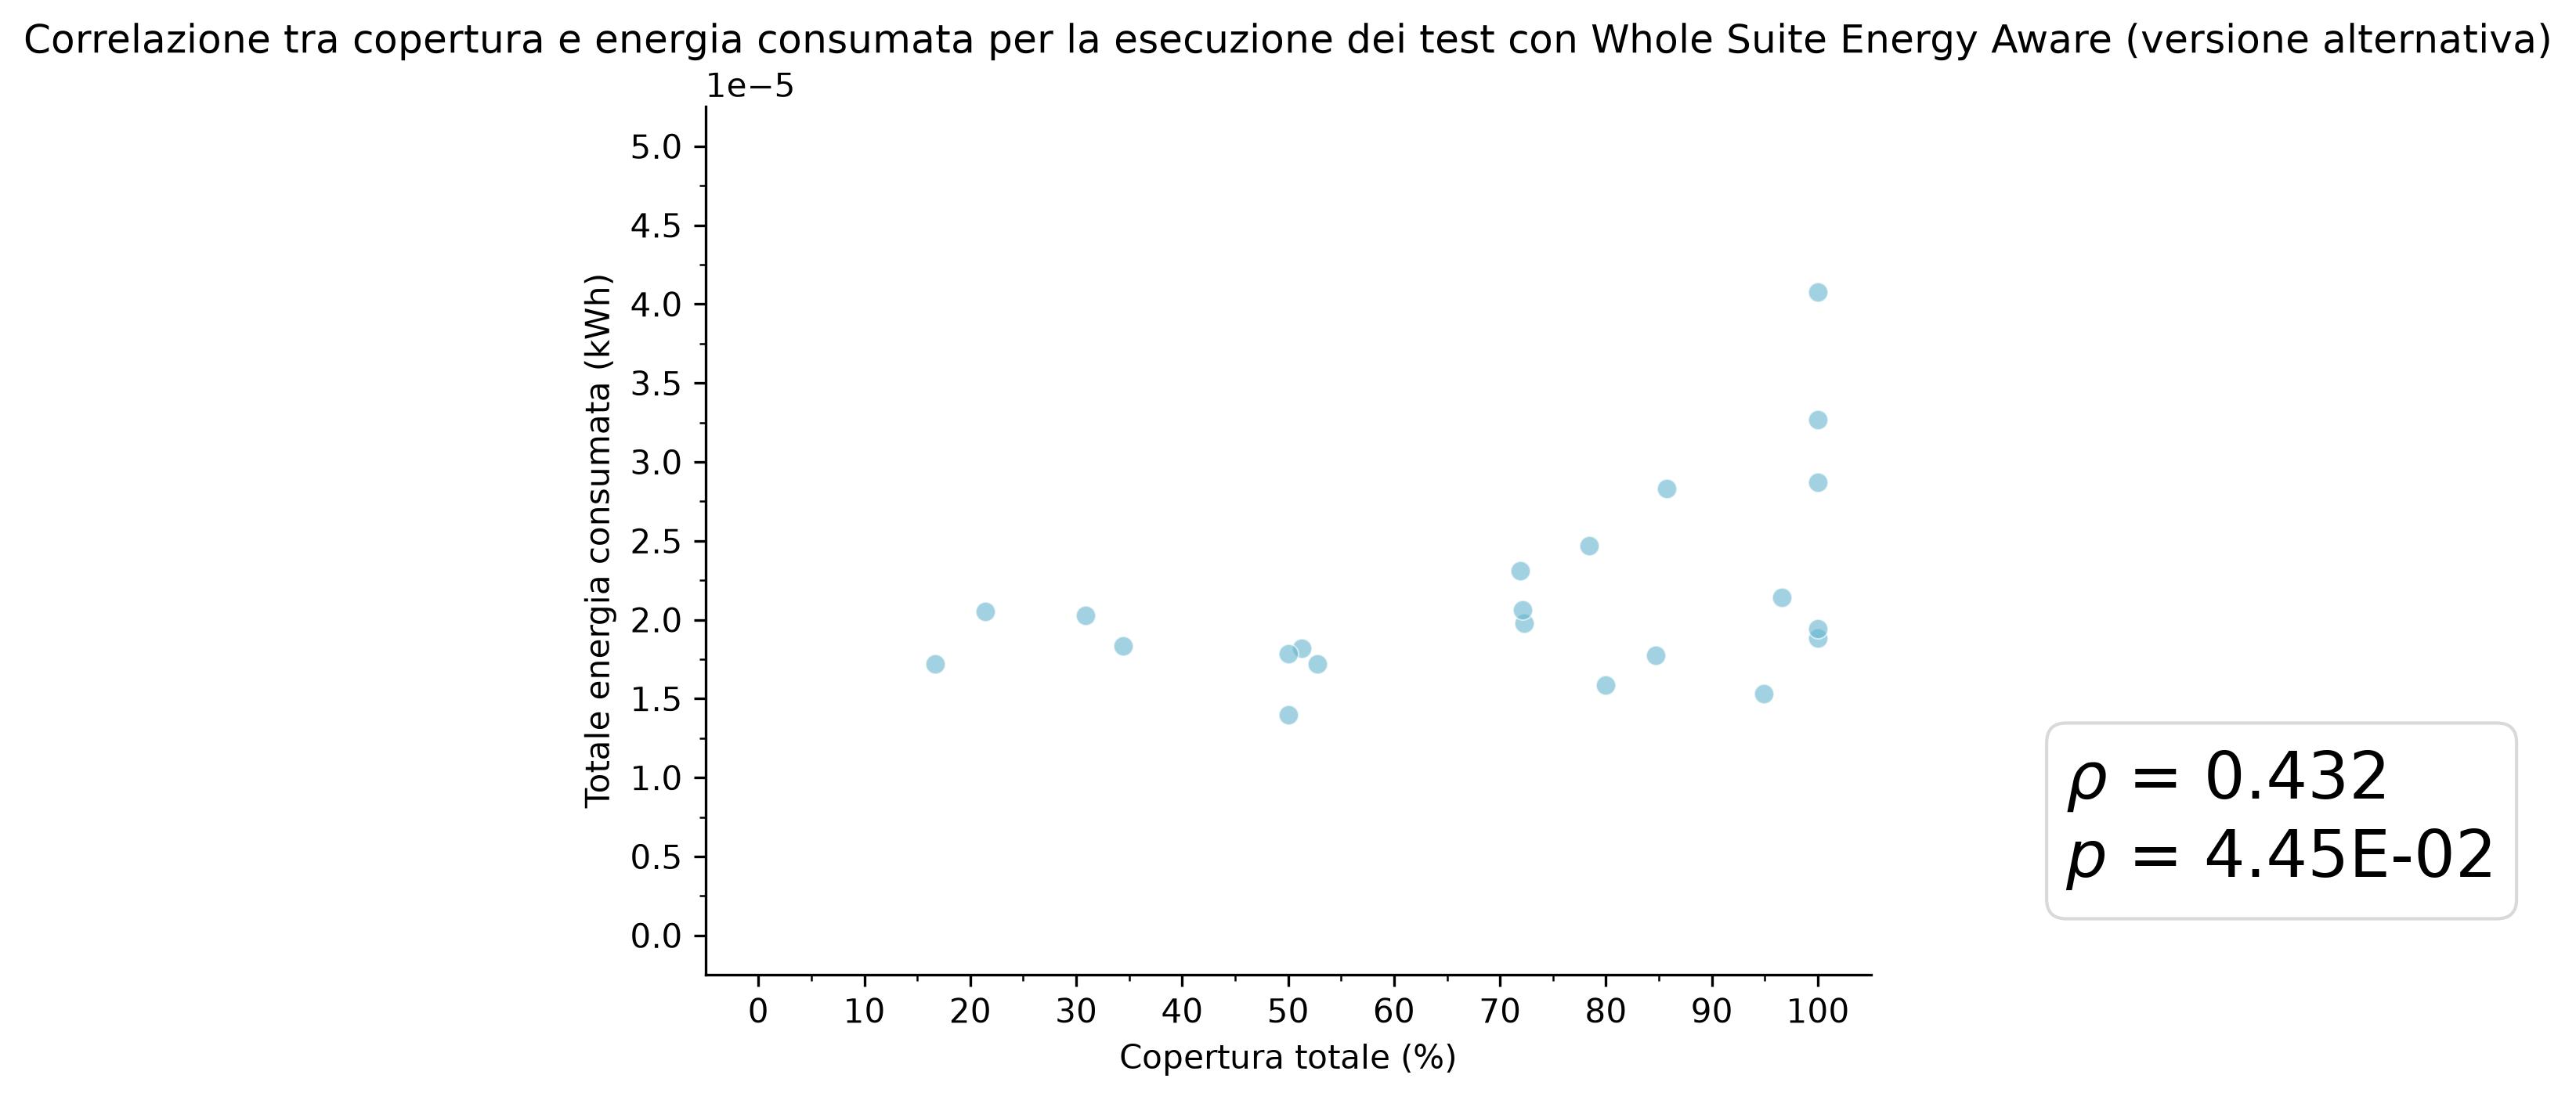 Correlazione tra copertura e energia consumata per la esecuzione dei test con Whole Suite Energy Aware (versione alternativa)
1e−5
5.0
4.5
4.0
3.5
3.0
2.5
2.0
1.5
1.0
0.5
0.0
Totale energia consumata (kWh)
0 10 20 30 40 50 60 70 80 90 100
Copertura totale (%)
ρ = 0.432
p = 4.45E-02